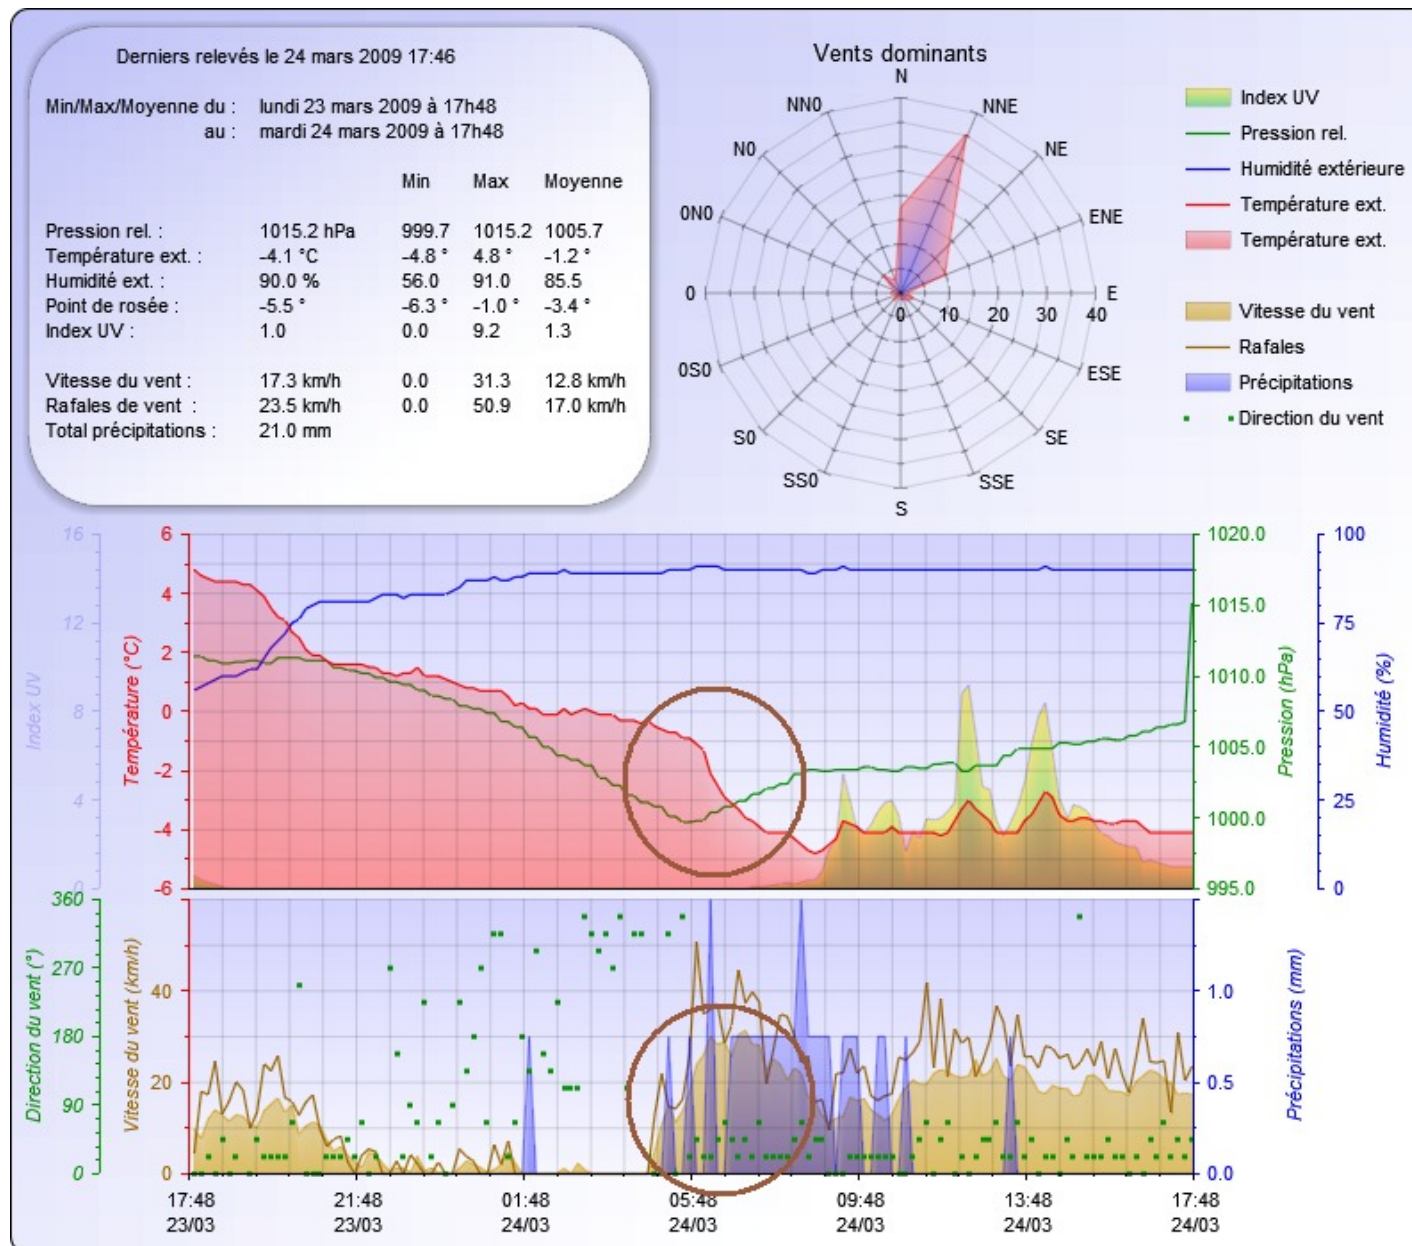 Derniers relevés le 24 mars 2009 17:46
Min/Max/Moyenne du : lundi 23 mars 2009 à 17h48
au : mardi 24 mars 2009 à 17h48
Min Max Moyenne
Pression rel. : 1015.2 hPa 999.7 1015.2 1005.7
Température ext. : -4.1 °C -4.8 ° 4.8 ° -1.2 °
Humidité ext. : 90.0 % 56.0 91.0 85.5
Point de rosée : -5.5 ° -6.3 ° -1.0 ° -3.4 °
Index UV : 1.0 0.0 9.2 1.3
Vitesse du vent : 17.3 km/h 0.0 31.3 12.8 km/h
Rafales de vent : 23.5 km/h 0.0 50.9 17.0 km/h
Total précipitations : 21.0 mm
Vents dominants
N
NN0 NNE
N0 NE
0N0 ENE
0 E
0 10 20 30 40
0S0 ESE
S0 SE
SS0 SSE
S
Index UV
Pression rel.
Humidité extérieure
Température ext.
Température ext.
Vitesse du vent
Rafales
Précipitations
Direction du vent
Index UV
16
12
8
4
0
Température (°C)
6
4
2
0
-2
-4
-6
1020.0
1015.0
1010.0
1005.0
1000.0
995.0
Pression (hPa)
100
75
50
25
0
Humidité (%)
Direction du vent (°)
360
270
180
90
0
Vitesse du vent (km/h)
40
20
0
1.0
0.5
0.0
Précipitations (mm)
17:48 21:48 01:48 05:48 09:48 13:48 17:48
23/03 23/03 24/03 24/03 24/03 24/03 24/03